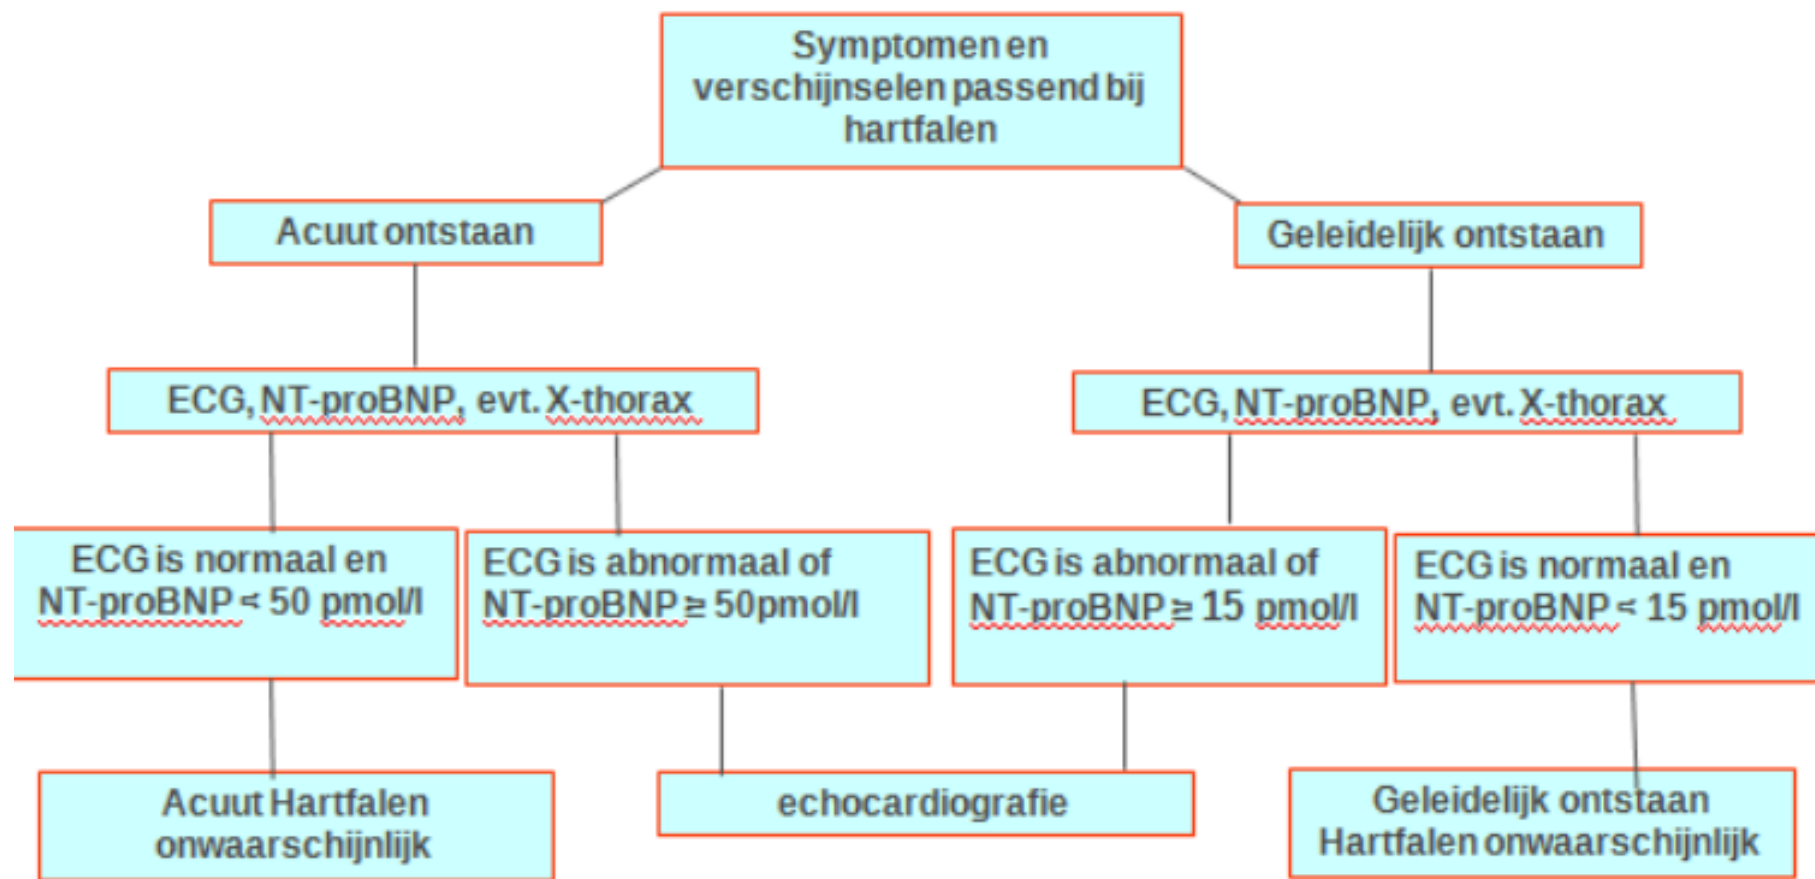 Symptomen en
verschijnselen passend bij
hartfalen
Acuut ontstaan
Geleidelijk ontstaan
ECG, NT-proBNP, evt. X-thorax
ECG, NT-proBNP, evt. X-thorax
ECG is normaal en
NT-proBNP < 50 pmol/l
ECG is abnormaal of
NT-proBNP ≥ 50pmol/l
ECG is abnormaal of
NT-proBNP ≥ 15 pmol/l
ECG is normaal en
NT-proBNP < 15 pmol/l
Acuut Hartfalen
onwaarschijnlijk
echocardiografie
Geleidelijk ontstaan
Hartfalen onwaarschijnlijk